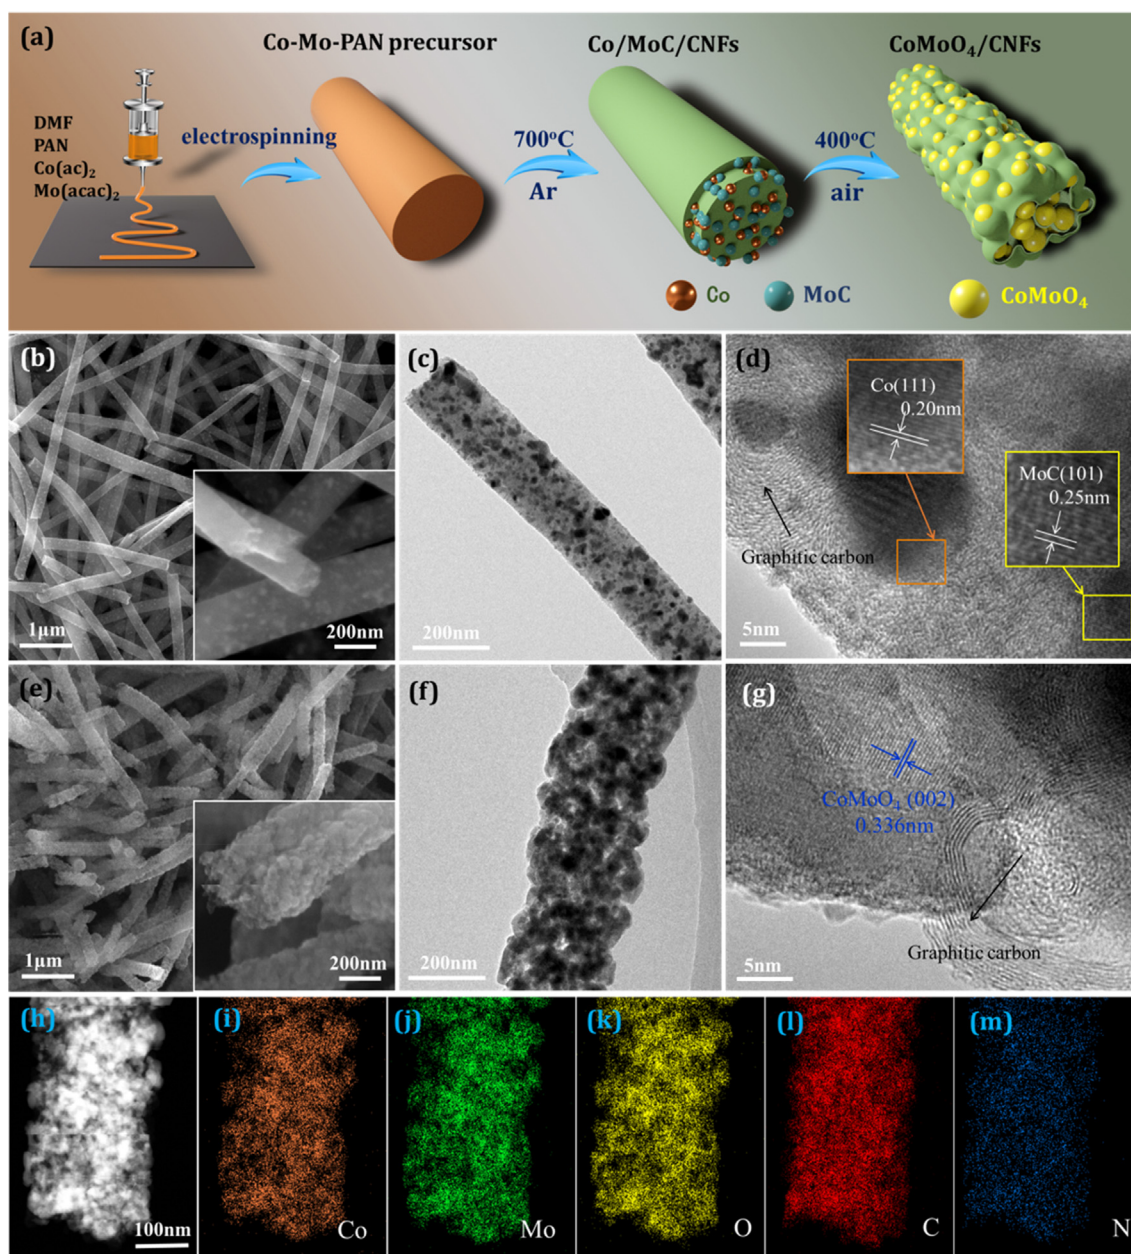 (a)
Co-Mo-PAN precursor
Co/MoC/CNFs
CoMoO₄/CNFs
DMF
PAN
Co(ac)₂
Mo(acac)₂
electrospinning
700°C
Ar
400°C
air
Co
MoC
CoMoO₄
(b)
1μm
200nm
(c)
200nm
(d)
Co(111)
0.20nm
MoC(101)
0.25nm
Graphitic carbon
5nm
(e)
1μm
200nm
(f)
200nm
(g)
CoMoO₄ (002)
0.336nm
Graphitic carbon
5nm
(h)
100nm
(i)
Co
(j)
Mo
(k)
O
(l)
C
(m)
N